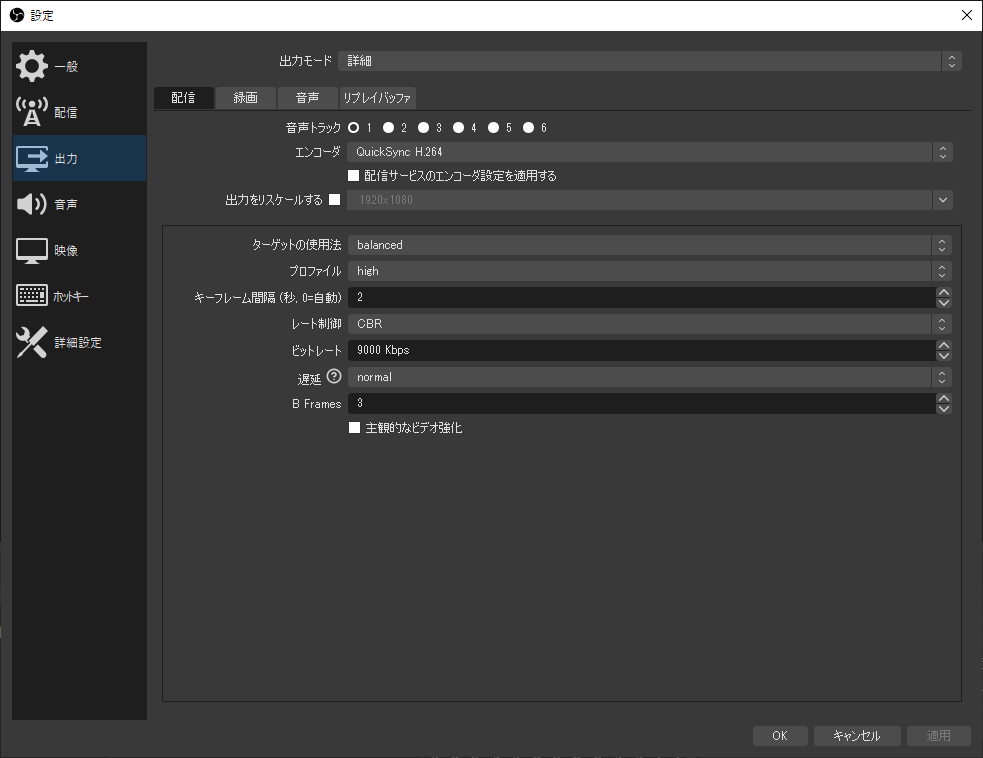 設定
一般
配信
出力
音声
映像
ホットキー
詳細設定
出力モード 詳細
配信 録画 音声 リプレイバッファ
音声トラック 1 2 3 4 5 6
エンコーダ QuickSync H.264
配信サービスのエンコーダ設定を適用する
出力をリスケールする 1920x1080
ターゲットの使用法 balanced
プロファイル high
キーフレーム間隔 (秒, 0=自動) 2
レート制御 CBR
ビットレート 9000 Kbps
遅延 ? normal
B Frames 3
主観的なビデオ強化
OK キャンセル 適用